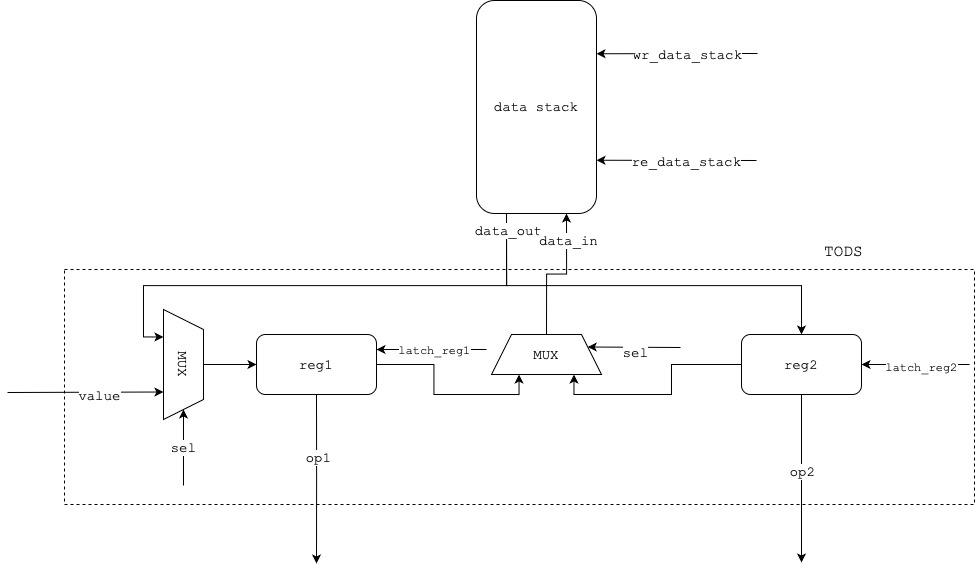 wr_data_stack
data stack
re_data_stack
data_out
data_in
TODS
MUX
latch_reg1
MUX
sel
reg1
reg2
latch_reg2
value
sel
op1
op2